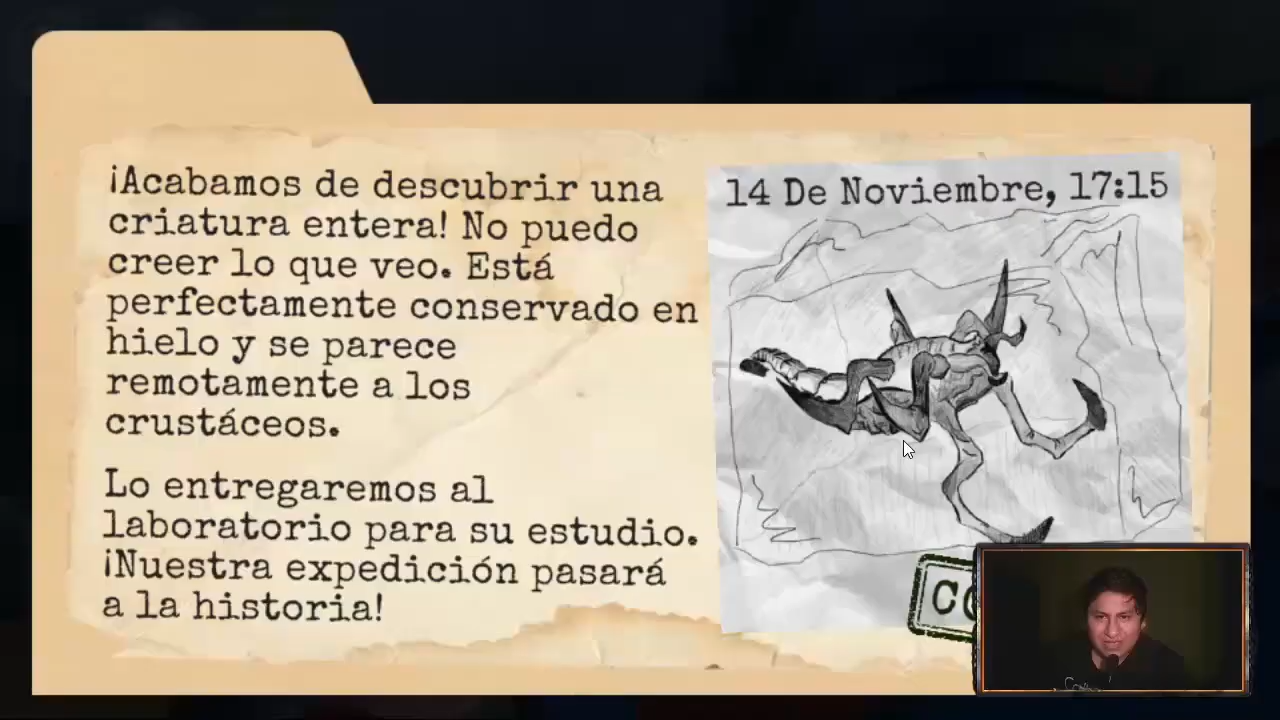 ¡Acabamos de descubrir una
criatura entera! No puedo
creer lo que veo. Está
perfectamente conservado en
hielo y se parece
remotamente a los
crustáceos.
Lo entregaremos al
laboratorio para su estudio.
¡Nuestra expedición pasará
a la historia!
14 De Noviembre, 17:15